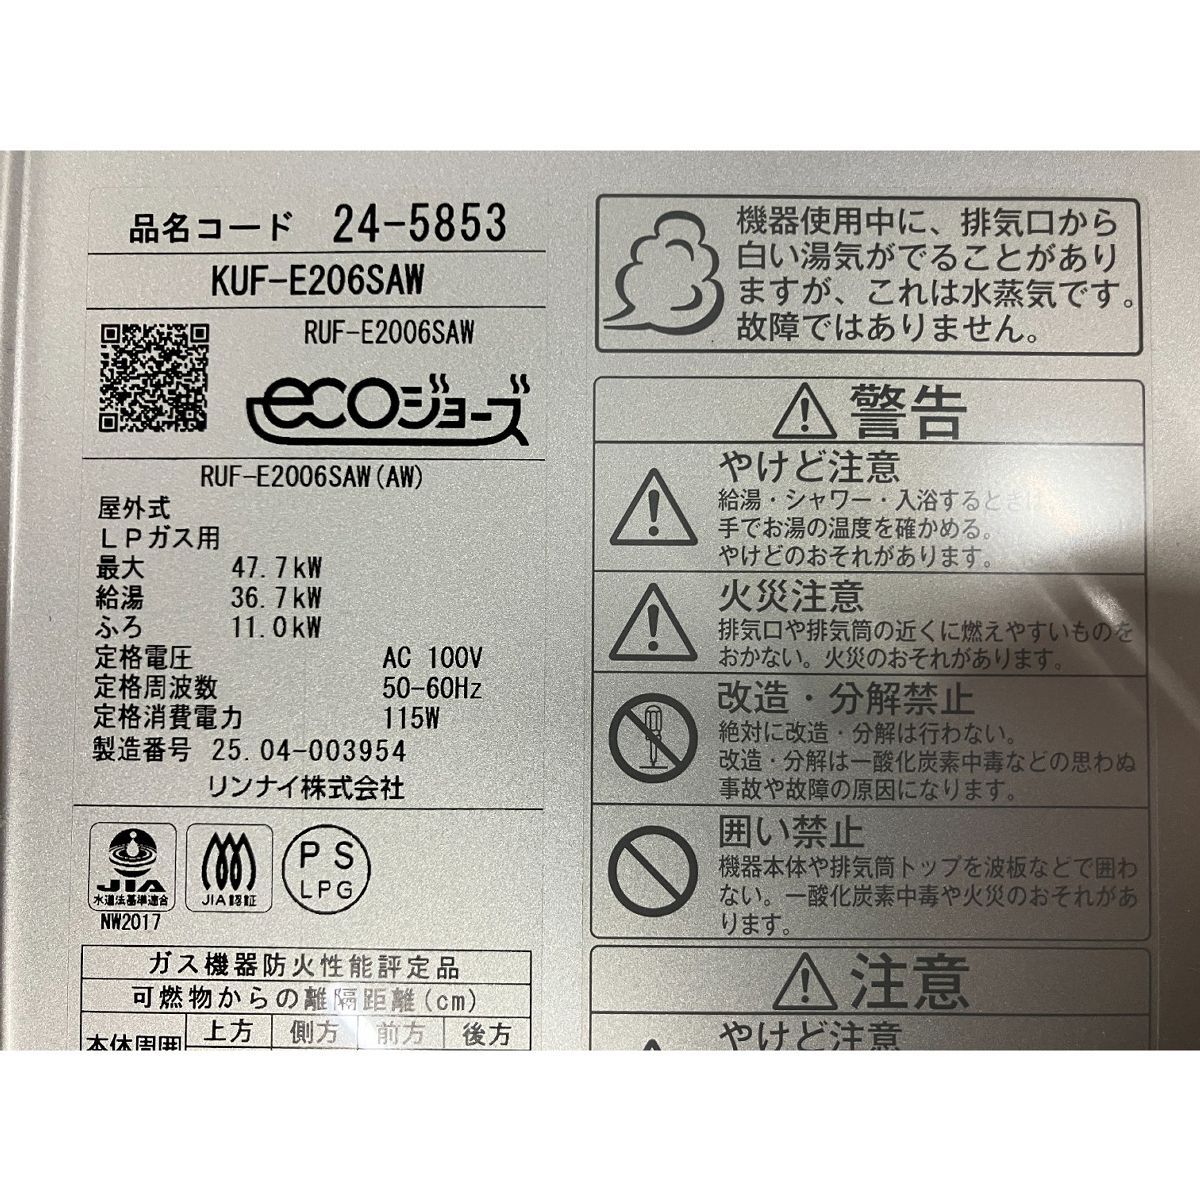 品名コード 24-5853
KUF-E206SAW
RUF-E2006SAW
ecoジョーズ
RUF-E2006SAW(AW)
屋外式
LPガス用
最大 47.7kW
給湯 36.7kW
ふろ 11.0kW
定格電圧 AC 100V
定格周波数 50-60Hz
定格消費電力 115W
製造番号 25.04-003954
リンナイ株式会社
JIA
水道法基準適合
NW2017
JIA認証
PS
LPG
ガス機器防火性能評定品
可燃物からの離隔距離(cm)
本体周囲 上方 側方 前方 後方
機器使用中に、排気口から
白い湯気がでることがあり
ますが、これは水蒸気です。
故障ではありません。
警告
やけど注意
給湯・シャワー・入浴するときは
手でお湯の温度を確かめる。
やけどのおそれがあります。
火災注意
排気口や排気筒の近くに燃えやすいものを
おかない。火災のおそれがあります。
改造・分解禁止
絶対に改造・分解は行わない。
改造・分解は一酸化炭素中毒などの思わぬ
事故や故障の原因になります。
囲い禁止
機器本体や排気筒トップを波板などで囲わ
ない。一酸化炭素中毒や火災のおそれがあ
ります。
注意
やけど注意